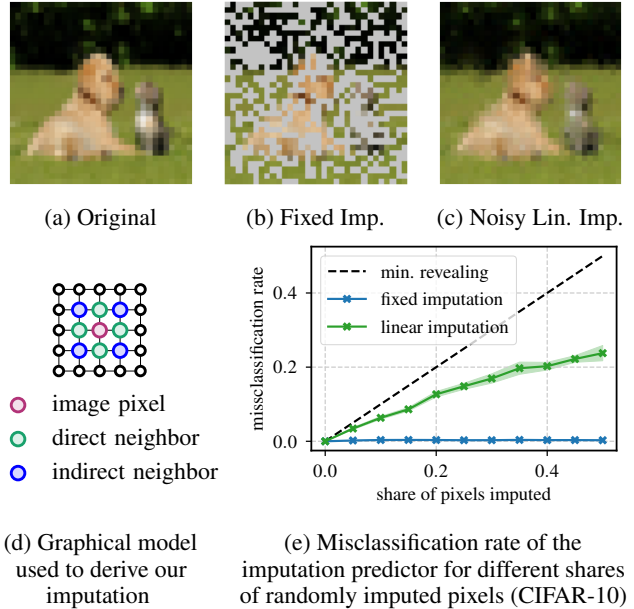 (a) Original
(b) Fixed Imp.
(c) Noisy Lin. Imp.
image pixel
direct neighbor
indirect neighbor
(d) Graphical model
used to derive our
imputation
missclassification rate
0.4
0.2
0.0
min. revealing
fixed imputation
linear imputation
0.0
0.2
0.4
share of pixels imputed
(e) Misclassification rate of the
imputation predictor for different shares
of randomly imputed pixels (CIFAR-10)